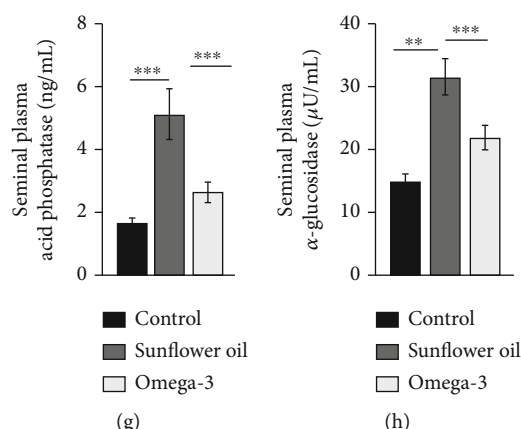 Seminal plasma
acid phosphatase (ng/mL)
8
6
4
2
0
***
***
Control
Sunflower oil
Omega-3
(g)
Seminal plasma
α-glucosidase (μU/mL)
40
30
20
10
0
**
***
Control
Sunflower oil
Omega-3
(h)